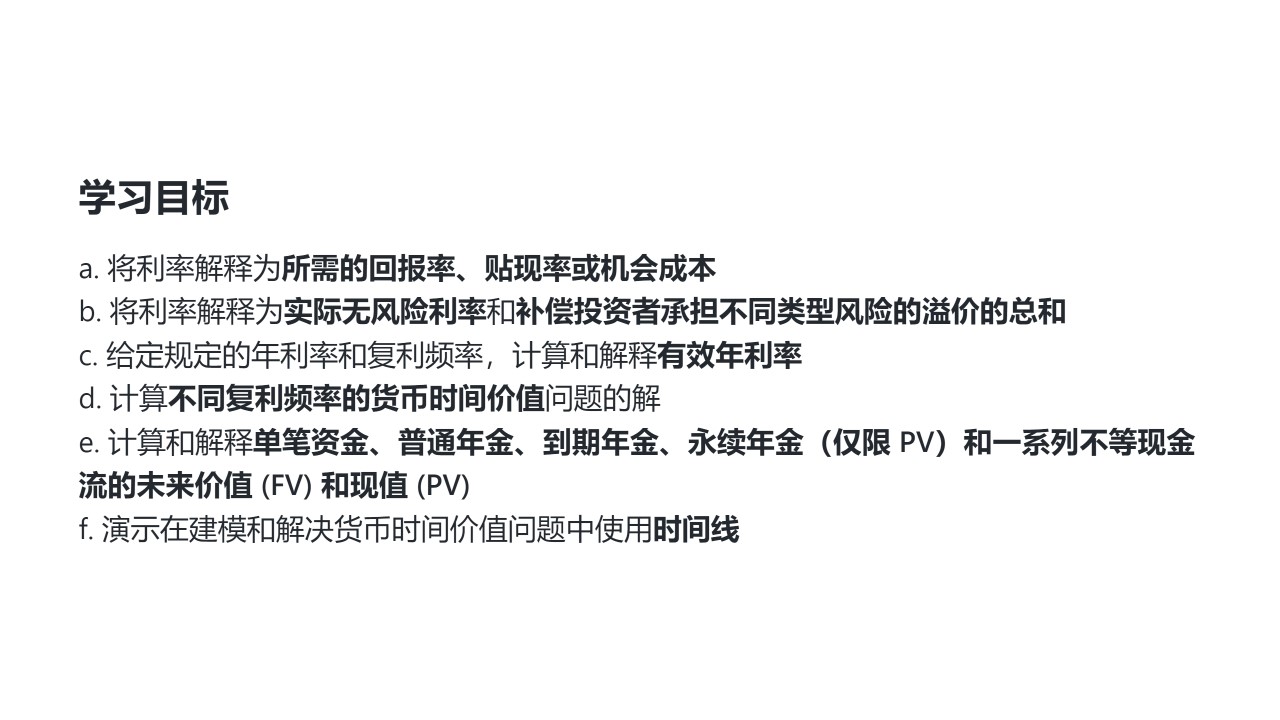 学习目标
a. 将利率解释为所需的回报率、贴现率或机会成本
b. 将利率解释为实际无风险利率和补偿投资者承担不同类型风险的溢价的总和
c. 给定规定的年利率和复利频率，计算和解释有效年利率
d. 计算不同复利频率的货币时间价值问题的解
e. 计算和解释单笔资金、普通年金、到期年金、永续年金（仅限 PV）和一系列不等现金
流的未来价值 (FV) 和现值 (PV)
f. 演示在建模和解决货币时间价值问题中使用时间线